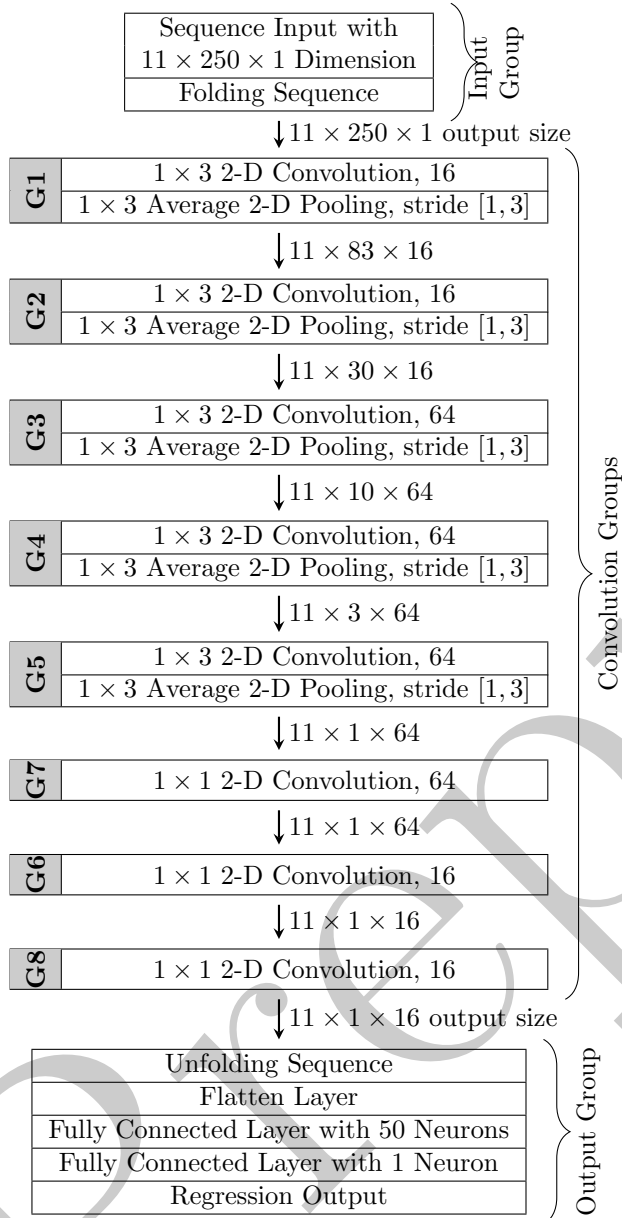 Sequence Input with
11 × 250 × 1 Dimension
Folding Sequence
Input
Group
11 × 250 × 1 output size
G1
1 × 3 2-D Convolution, 16
1 × 3 Average 2-D Pooling, stride [1, 3]
11 × 83 × 16
G2
1 × 3 2-D Convolution, 16
1 × 3 Average 2-D Pooling, stride [1, 3]
11 × 30 × 16
G3
1 × 3 2-D Convolution, 64
1 × 3 Average 2-D Pooling, stride [1, 3]
11 × 10 × 64
G4
1 × 3 2-D Convolution, 64
1 × 3 Average 2-D Pooling, stride [1, 3]
11 × 3 × 64
G5
1 × 3 2-D Convolution, 64
1 × 3 Average 2-D Pooling, stride [1, 3]
11 × 1 × 64
G7
1 × 1 2-D Convolution, 64
11 × 1 × 64
G6
1 × 1 2-D Convolution, 16
11 × 1 × 16
G8
1 × 1 2-D Convolution, 16
Convolution Groups
11 × 1 × 16 output size
Unfolding Sequence
Flatten Layer
Fully Connected Layer with 50 Neurons
Fully Connected Layer with 1 Neuron
Regression Output
Output Group